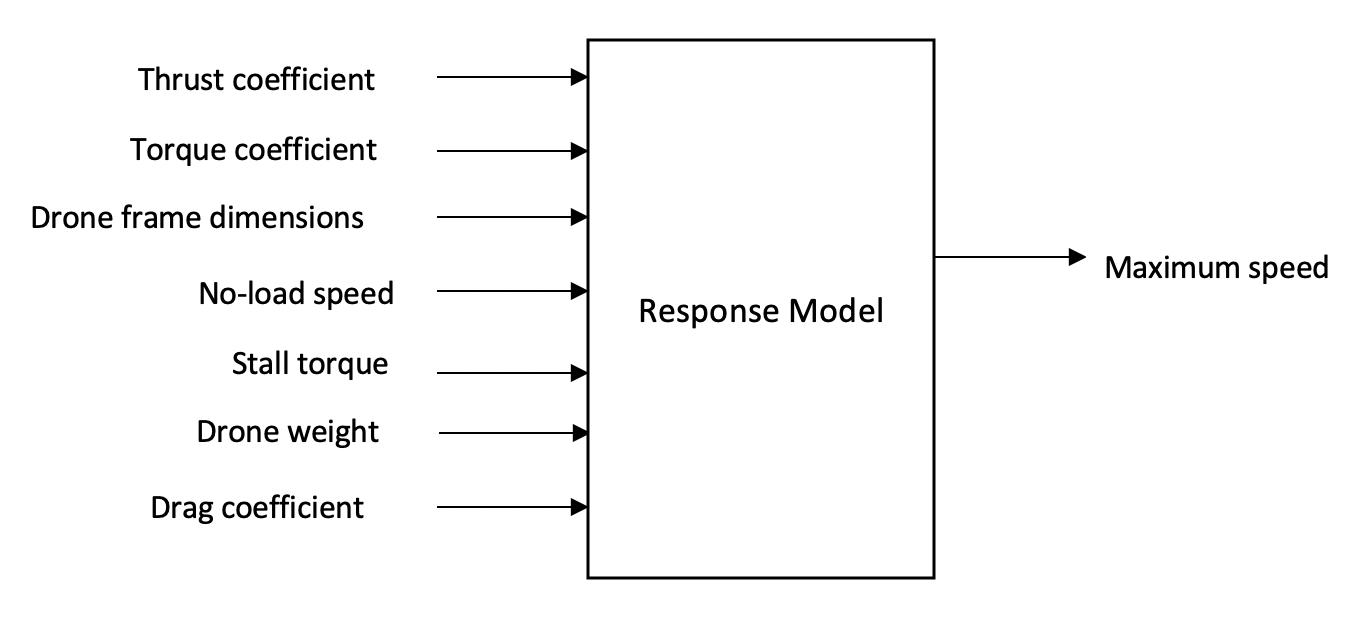 Thrust coefficient
Torque coefficient
Drone frame dimensions
No-load speed
Stall torque
Drone weight
Drag coefficient
Response Model
Maximum speed